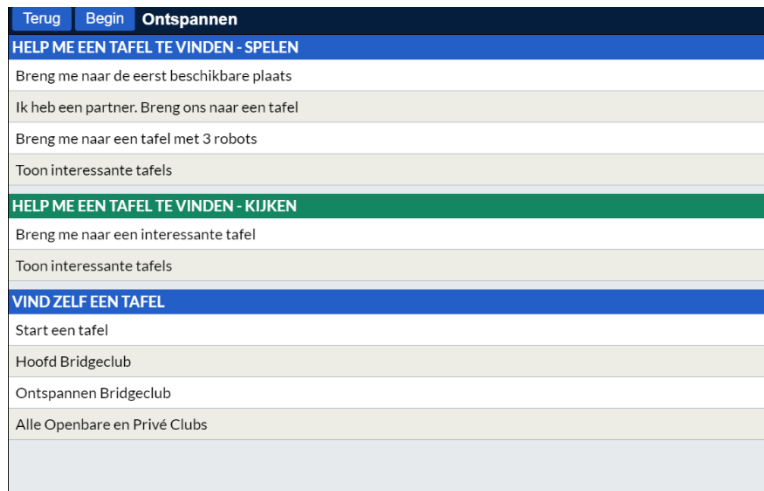 Terug Begin Ontspannen
HELP ME EEN TAFEL TE VINDEN - SPELEN
Breng me naar de eerst beschikbare plaats
Ik heb een partner. Breng ons naar een tafel
Breng me naar een tafel met 3 robots
Toon interessante tafels
HELP ME EEN TAFEL TE VINDEN - KIJKEN
Breng me naar een interessante tafel
Toon interessante tafels
VIND ZELF EEN TAFEL
Start een tafel
Hoofd Bridgeclub
Ontspannen Bridgeclub
Alle Openbare en Privé Clubs